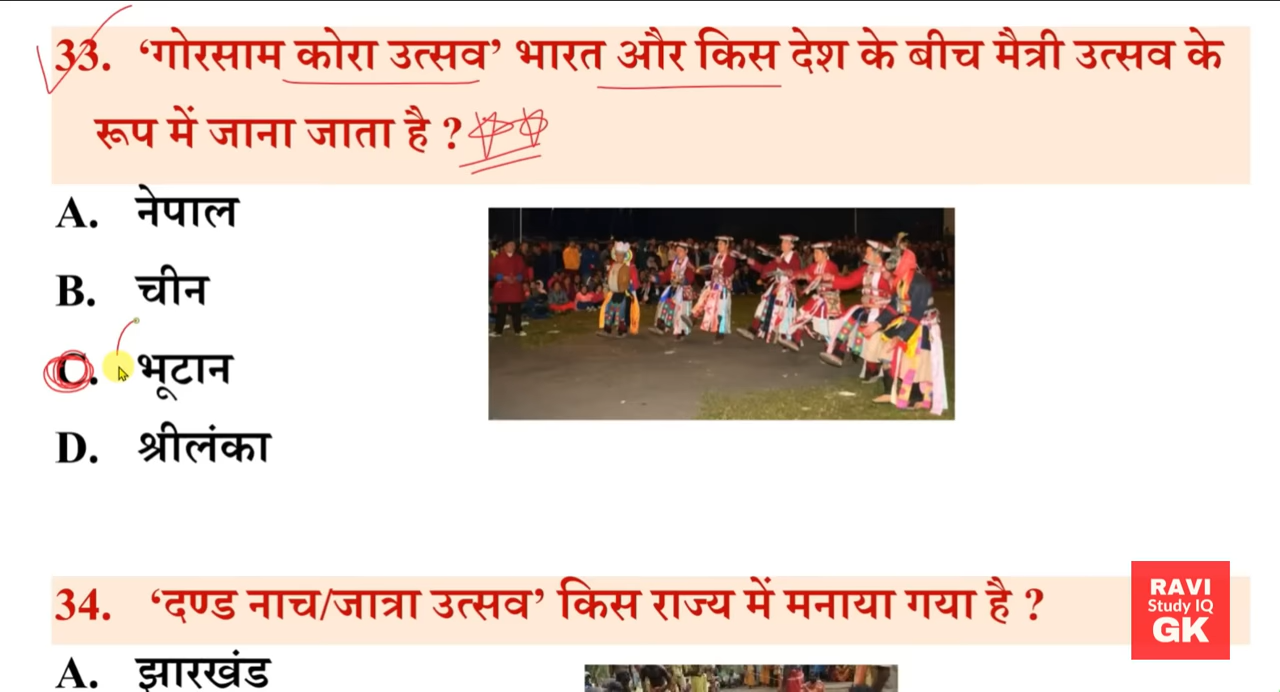 33. ‘गोरसाम कोरा उत्सव’ भारत और किस देश के बीच मैत्री उत्सव के
रूप में जाना जाता है ?
A. नेपाल
B. चीन
C. भूटान
D. श्रीलंका
34. ‘दण्ड नाच/जात्रा उत्सव’ किस राज्य में मनाया गया है ?
RAVI
Study IQ
GK
A. झारखंड